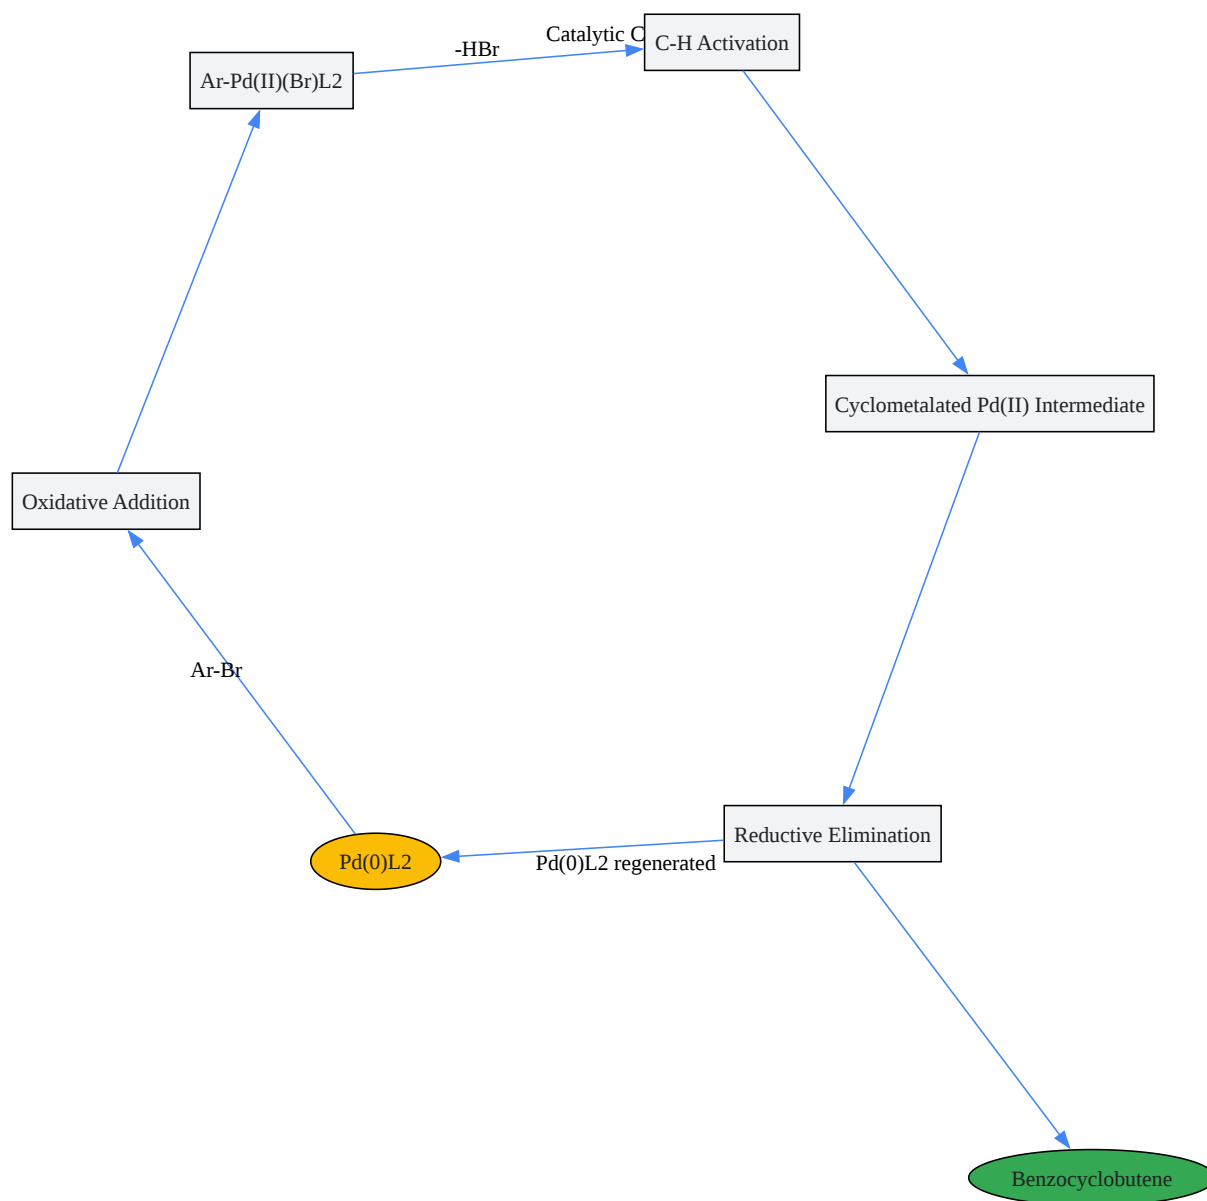 Catalytic C
C-H Activation
-HBr
Ar-Pd(II)(Br)L2
Cyclometalated Pd(II) Intermediate
Oxidative Addition
Ar-Br
Reductive Elimination
Pd(0)L2
Pd(0)L2 regenerated
Benzocyclobutene